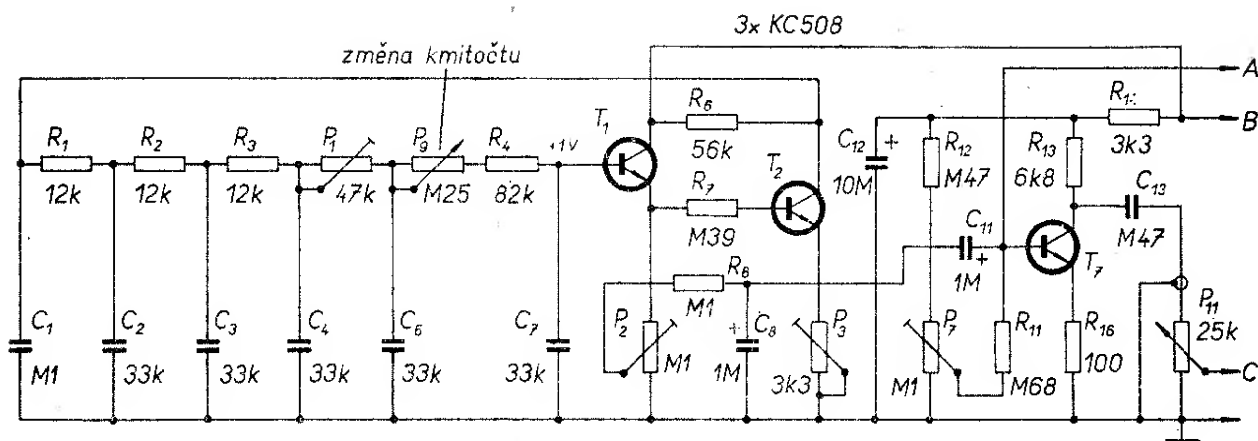 3x KC508
změna kmitočtu
A
B
R1 12k
R2 12k
R3 12k
P1 47k
P9 M25
R4 82k
+1V
T1
R6 56k
R7 M39
T2
C12 10M
+
R12 M47
R13 6k8
3k3
C13 M47
C11 1M
+
T7
R8 M1
C1 M1
C2 33k
C3 33k
C4 33k
C6 33k
C7 33k
P2 M1
+
C8 1M
P3 3k3
P7 M1
R11 M68
R16 100
P11 25k
C